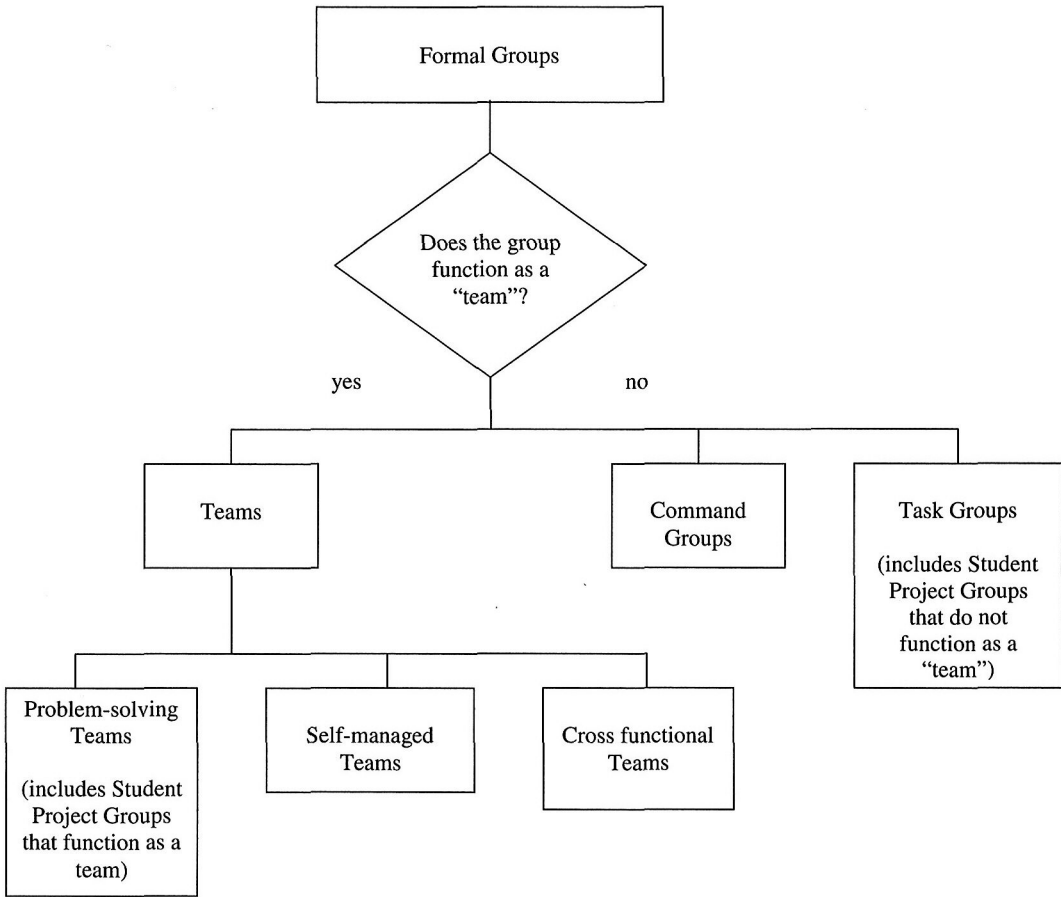 Formal Groups
Does the group
function as a
“team”?
yes
no
Teams
Command
Groups
Task Groups
(includes Student
Project Groups
that do not
function as a
“team”)
Problem-solving
Teams
(includes Student
Project Groups
that function as a
team)
Self-managed
Teams
Cross functional
Teams